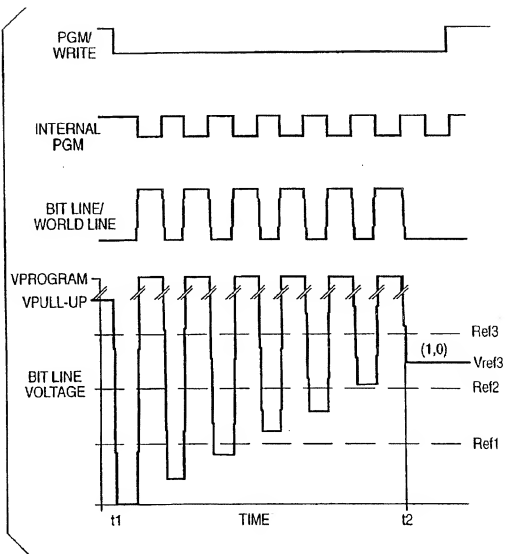 PGM/
WRITE
INTERNAL
PGM
BIT LINE/
WORLD LINE
VPROGRAM
VPULL-UP
Ref3
(1,0)
Vref3
BIT LINE
VOLTAGE
Ref2
Ref1
t1
TIME
t2